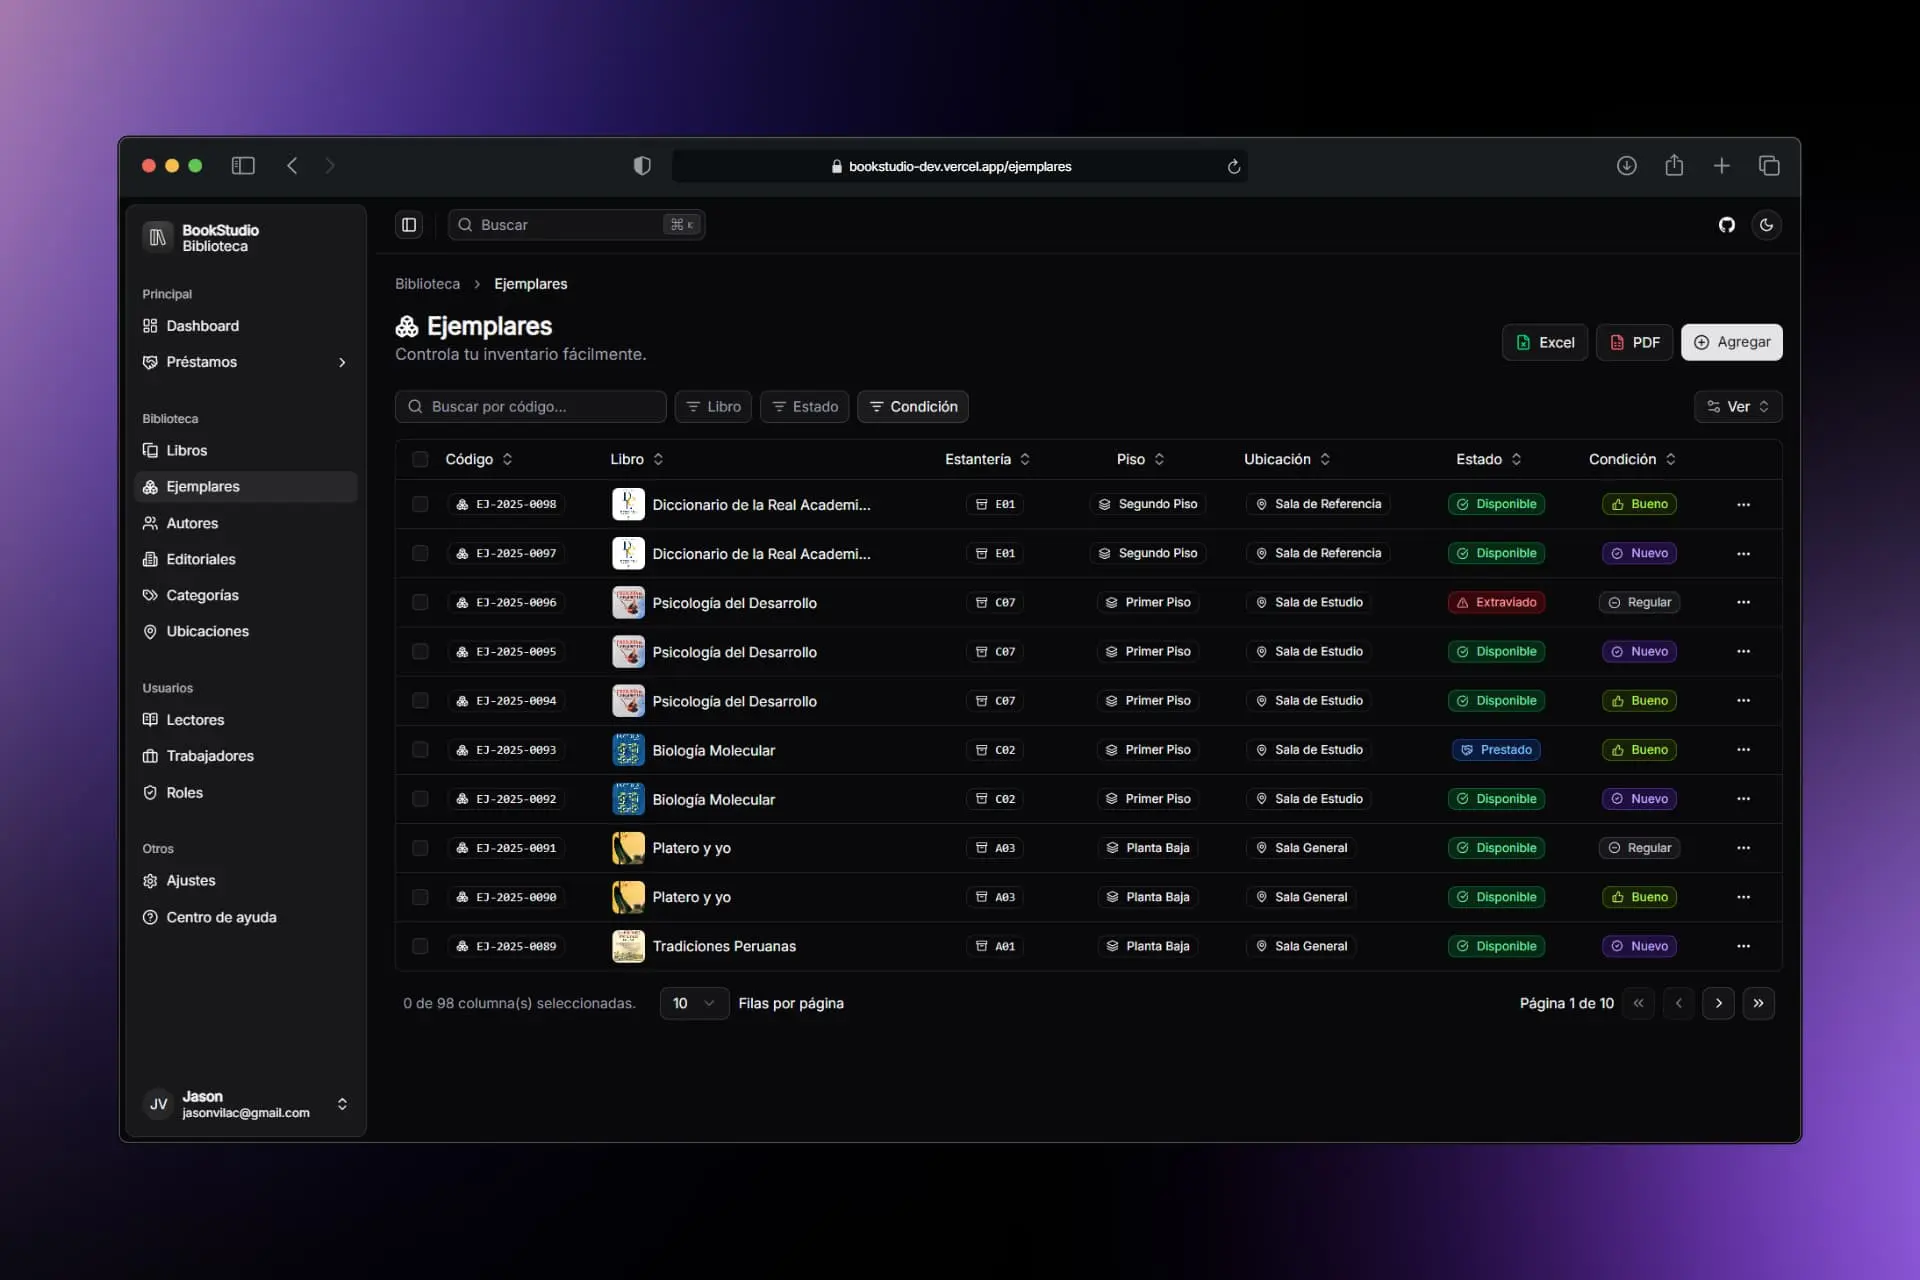 bookstudio-dev.vercel.app/ejemplares
BookStudio
Biblioteca
Principal
Dashboard
Préstamos
Biblioteca
Libros
Ejemplares
Autores
Editoriales
Categorías
Ubicaciones
Usuarios
Lectores
Trabajadores
Roles
Otros
Ajustes
Centro de ayuda
JV
Jason
jasonvilac@gmail.com
Buscar ⌘ K
Biblioteca Ejemplares
Ejemplares
Controla tu inventario fácilmente.
Excel PDF Agregar
Buscar por código... Libro Estado Condición Ver
Código Libro Estantería Piso Ubicación Estado Condición
EJ-2025-0098 Diccionario de la Real Academi... E01 Segundo Piso Sala de Referencia Disponible Bueno
EJ-2025-0097 Diccionario de la Real Academi... E01 Segundo Piso Sala de Referencia Disponible Nuevo
EJ-2025-0096 Psicología del Desarrollo C07 Primer Piso Sala de Estudio Extraviado Regular
EJ-2025-0095 Psicología del Desarrollo C07 Primer Piso Sala de Estudio Disponible Nuevo
EJ-2025-0094 Psicología del Desarrollo C07 Primer Piso Sala de Estudio Disponible Bueno
EJ-2025-0093 Biología Molecular C02 Primer Piso Sala de Estudio Prestado Bueno
EJ-2025-0092 Biología Molecular C02 Primer Piso Sala de Estudio Disponible Nuevo
EJ-2025-0091 Platero y yo A03 Planta Baja Sala General Disponible Regular
EJ-2025-0090 Platero y yo A03 Planta Baja Sala General Disponible Bueno
EJ-2025-0089 Tradiciones Peruanas A01 Planta Baja Sala General Disponible Nuevo
0 de 98 columna(s) seleccionadas. 10 Filas por página Página 1 de 10